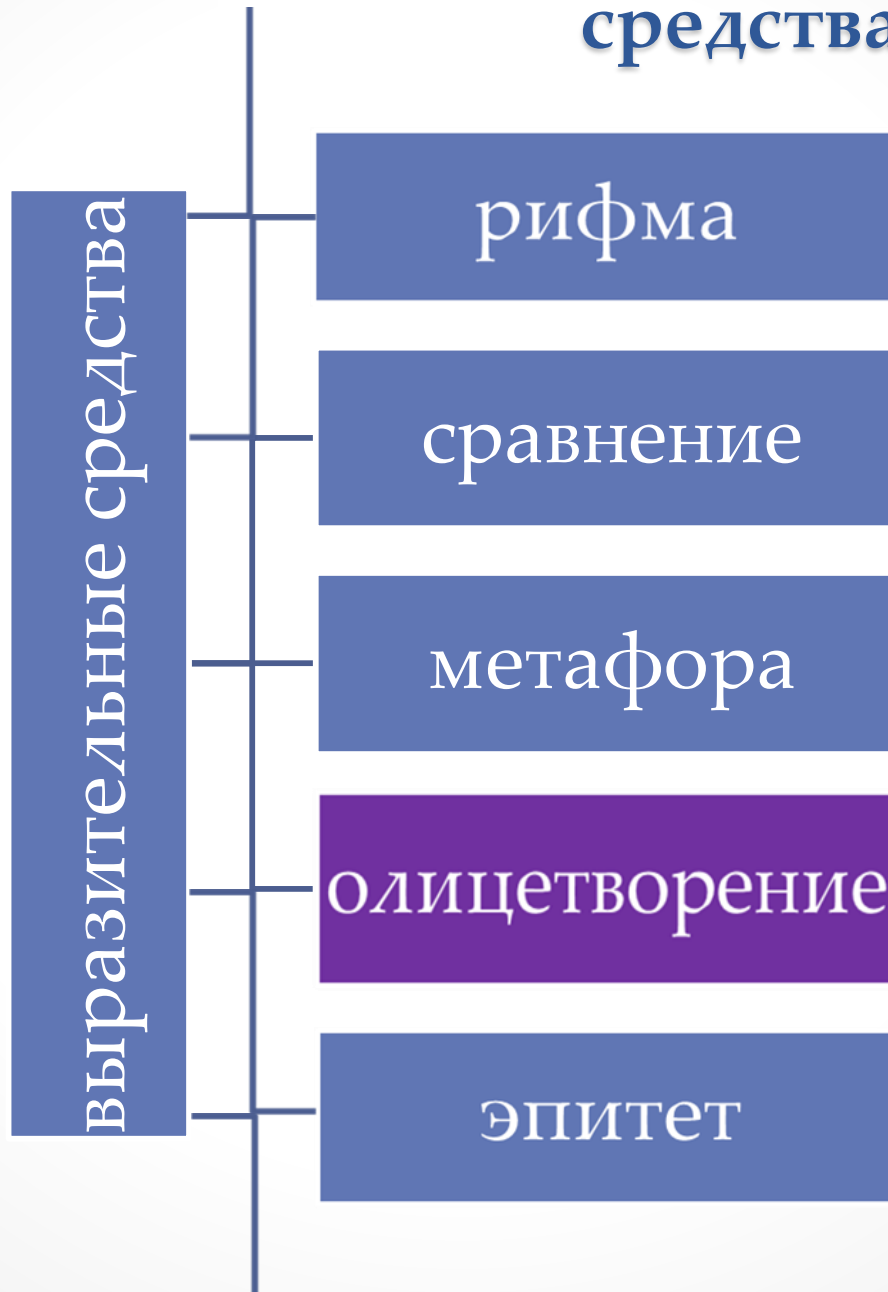 средства
выразительные средства
рифма
сравнение
метафора
олицетворение
эпитет